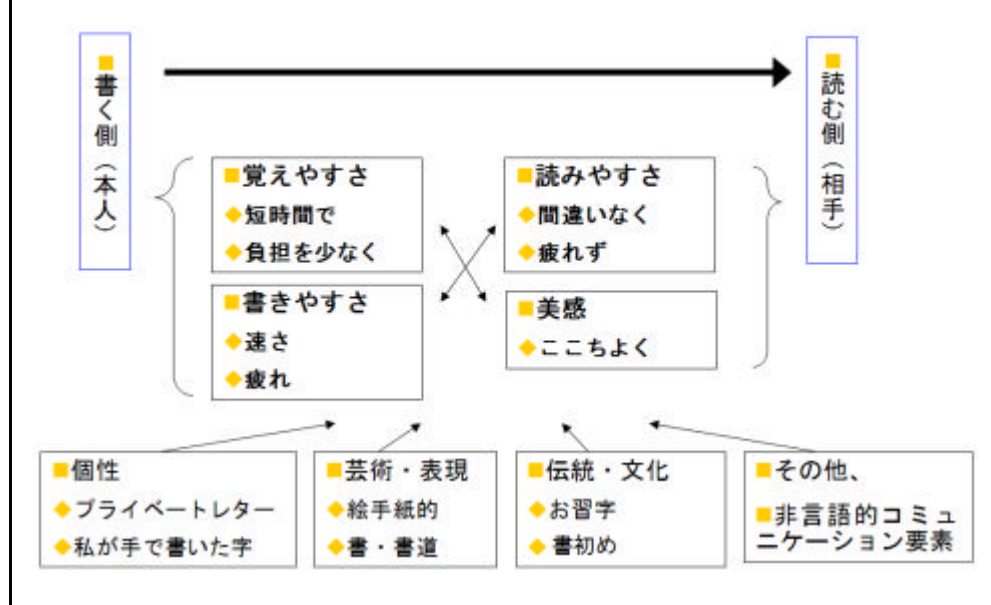 ■書く側（本人）
■読む側（相手）
■覚えやすさ
◆短時間で
◆負担を少なく
■読みやすさ
◆間違いなく
◆疲れず
■書きやすさ
◆速さ
◆疲れ
■美感
◆ここちよく
■個性
◆プライベートレター
◆私が手で書いた字
■芸術・表現
◆絵手紙的
◆書・書道
■伝統・文化
◆お習字
◆書初め
■その他、
■非言語的コミュ
ニケーション要素